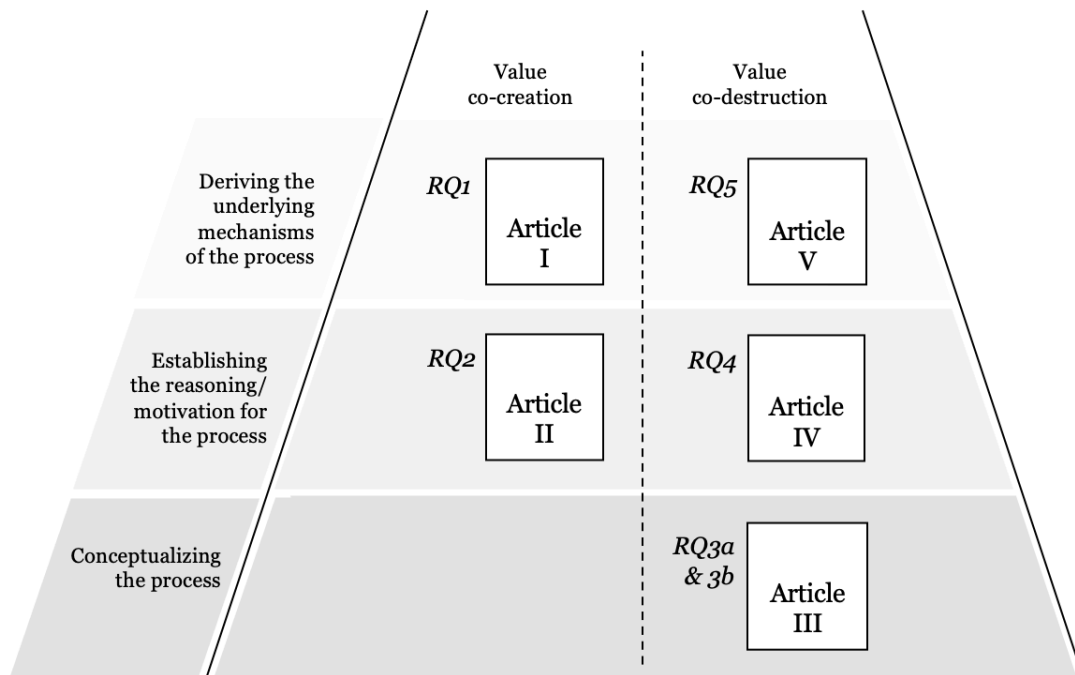 Value
co-creation
Value
co-destruction
Deriving the
underlying
mechanisms
of the process
RQ1
Article
I
RQ5
Article
V
Establishing
the reasoning/
motivation for
the process
RQ2
Article
II
RQ4
Article
IV
Conceptualizing
the process
RQ3a
& 3b
Article
III